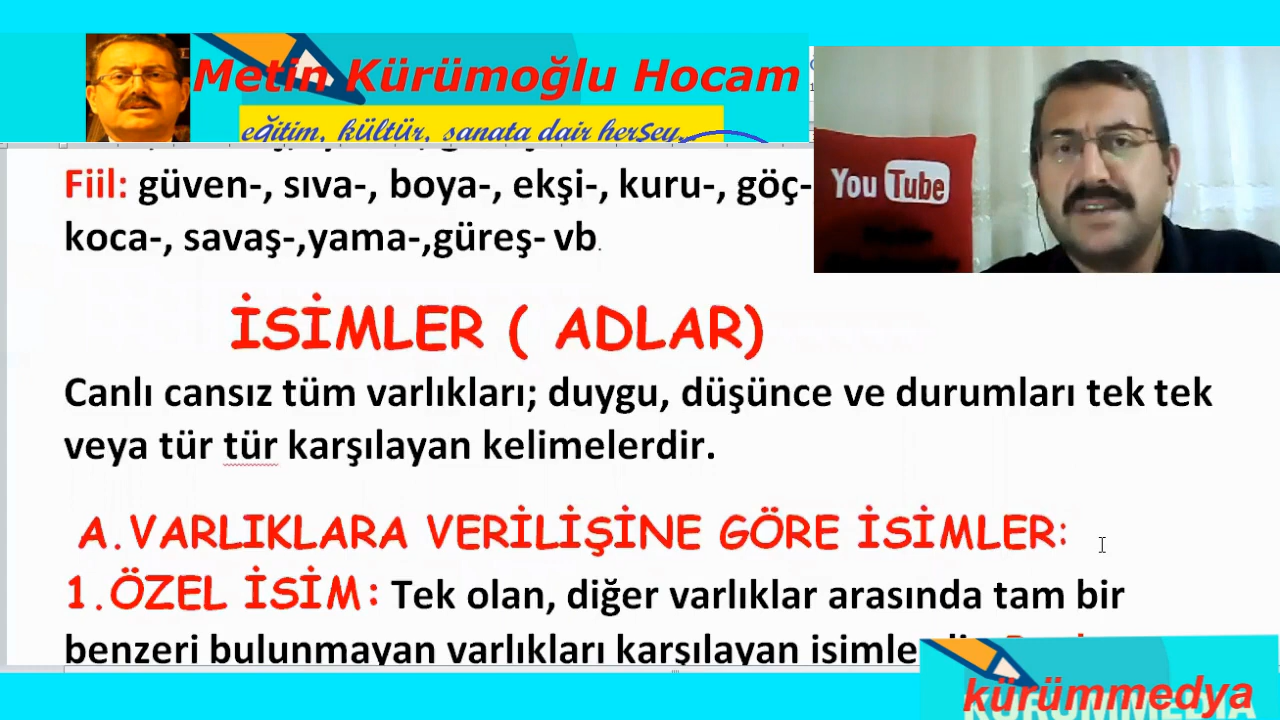 Metin Kürümoğlu Hocam
eğitim, kültür, sanata dair herşey...
You Tube
Fiil: güven-, sıva-, boya-, ekşi-, kuru-, göç-
koca-, savaş-,yama-,güreş- vb.
İSİMLER ( ADLAR)
Canlı cansız tüm varlıkları; duygu, düşünce ve durumları tek tek
veya tür tür karşılayan kelimelerdir.
A.VARLIKLARA VERİLİŞİNE GÖRE İSİMLER:
1.ÖZEL İSİM: Tek olan, diğer varlıklar arasında tam bir
benzeri bulunmayan varlıkları karşılayan
kürümmedya
KÜRÜMMEDİA